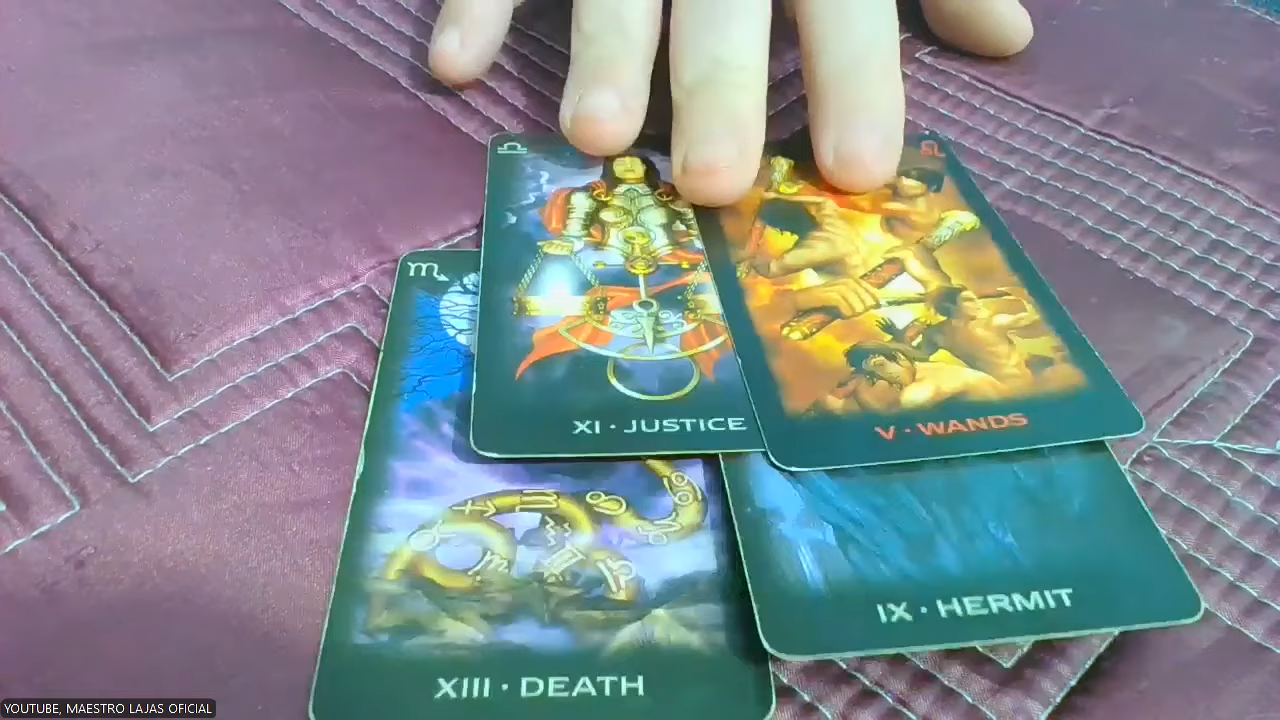 XI · JUSTICE
V · WANDS
IX · HERMIT
XIII · DEATH
YOUTUBE, MAESTRO LAJAS OFICIAL